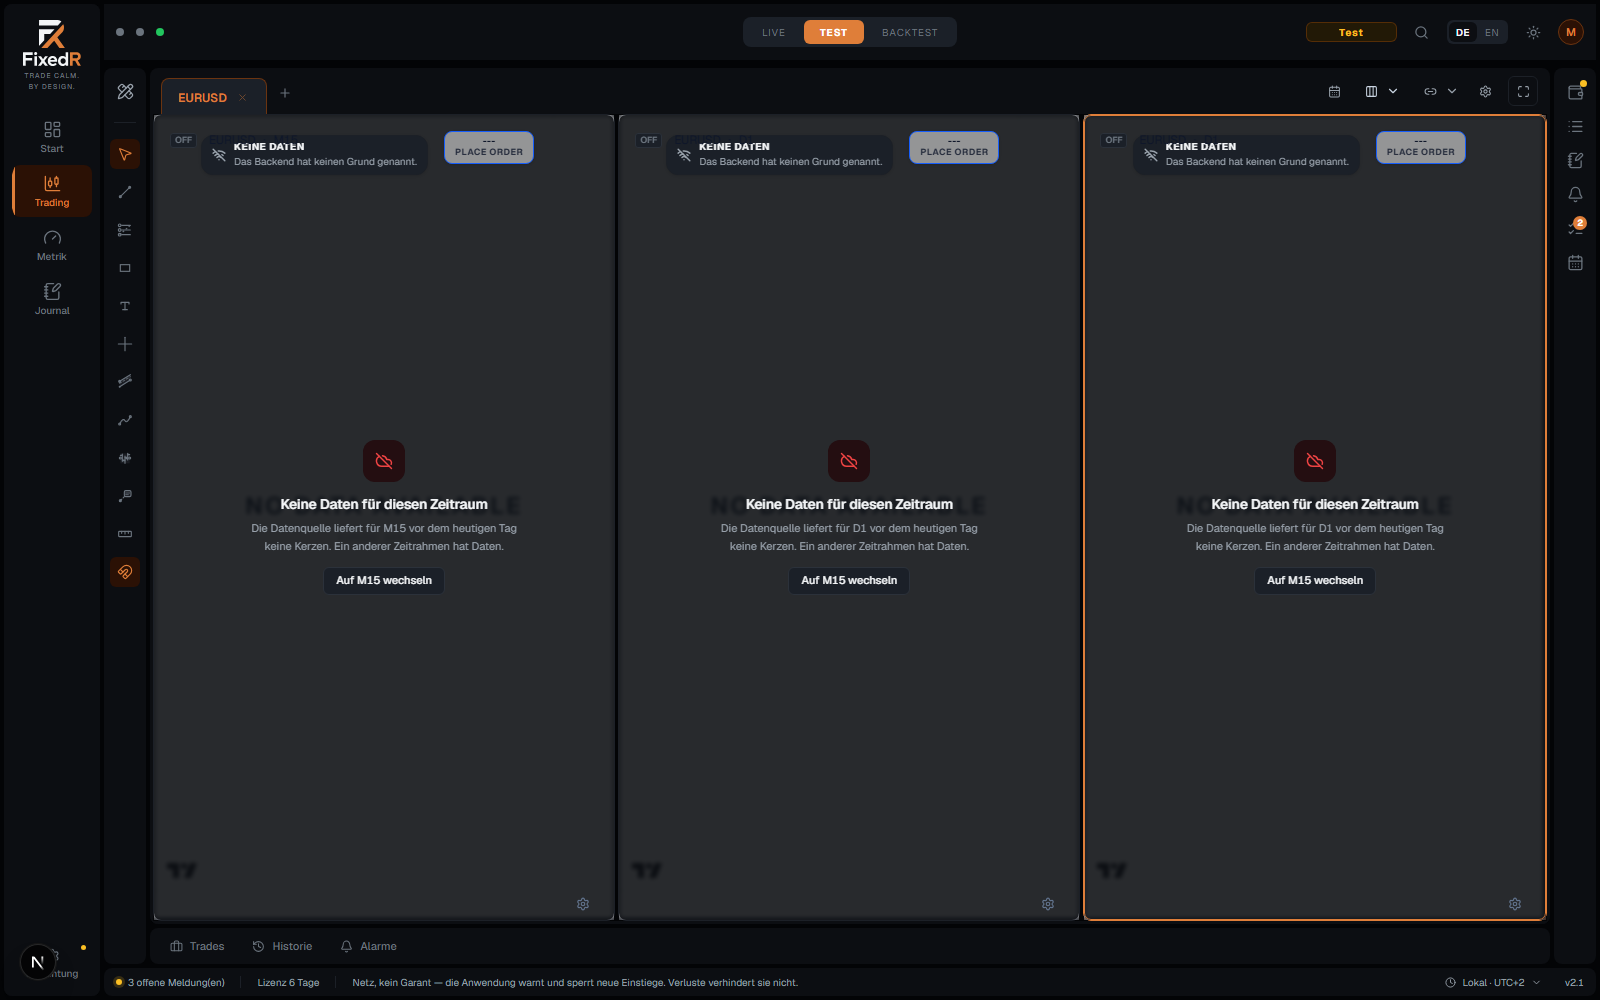 FixedR
TRADE CALM.
BY DESIGN.
LIVE
TEST
BACKTEST
Test
DE
EN
M
Start
Trading
Metrik
Journal
EURUSD
OFF
KEINE DATEN
Das Backend hat keinen Grund genannt.
---
PLACE ORDER
Keine Daten für diesen Zeitraum
Die Datenquelle liefert für M15 vor dem heutigen Tag
keine Kerzen. Ein anderer Zeitrahmen hat Daten.
Auf M15 wechseln
OFF
KEINE DATEN
Das Backend hat keinen Grund genannt.
---
PLACE ORDER
Keine Daten für diesen Zeitraum
Die Datenquelle liefert für D1 vor dem heutigen Tag
keine Kerzen. Ein anderer Zeitrahmen hat Daten.
Auf M15 wechseln
OFF
KEINE DATEN
Das Backend hat keinen Grund genannt.
---
PLACE ORDER
Keine Daten für diesen Zeitraum
Die Datenquelle liefert für D1 vor dem heutigen Tag
keine Kerzen. Ein anderer Zeitrahmen hat Daten.
Auf M15 wechseln
2
N
Trades
Historie
Alarme
3 offene Meldung(en)
Lizenz 6 Tage
Netz, kein Garant — die Anwendung warnt und sperrt neue Einstiege. Verluste verhindert sie nicht.
Lokal · UTC+2
v2.1